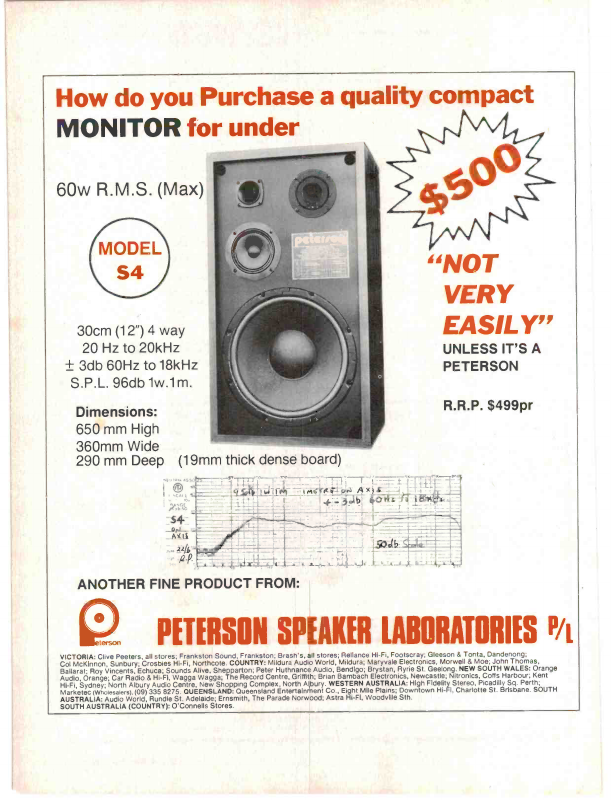 How do you Purchase a quality compact
MONITOR for under
$500
60w R.M.S. (Max)
MODEL
S4
peterson
"NOT
VERY
EASILY"
UNLESS IT'S A
PETERSON
30cm (12") 4 way
20 Hz to 20kHz
± 3db 60Hz to 18kHz
S.P.L. 96db 1w.1m.
R.R.P. $499pr
Dimensions:
650 mm High
360mm Wide
290 mm Deep (19mm thick dense board)
1W 1M ON AXIS
+-3db 60Hz to 18kHz
S4
ON
AXIS
50db Scale
ANOTHER FINE PRODUCT FROM:
peterson
PETERSON SPEAKER LABORATORIES P/L
VICTORIA: Clive Peeters, all stores; Frankston Sound, Frankston; Brash's, all stores; Reliance Hi-Fi, Footscray; Gleeson & Tonta, Dandenong;
Col McKinnon, Sunbury; Crosbies Hi-Fi, Northcote. COUNTRY: Mildura Audio World, Mildura; Maryvale Electronics, Morwell & Moe; John Thomas,
Ballarat; Roy Vincents, Echuca; Sounds Alive, Shepparton; Peter Huthnance Audio, Bendigo; Brystan, Ryrie St. Geelong. NEW SOUTH WALES: Orange
Audio, Orange; Car Radio & Hi-Fi, Wagga Wagga; The Record Centre, Griffith; Brian Bambach Electronics, Newcastle; Nitronics, Coffs Harbour; Kent
Hi-Fi, Sydney; North Albury Audio Centre, New Shopping Complex, North Albury. WESTERN AUSTRALIA: High Fidelity Stereo, Picadilly Sq. Perth;
Marketec (Wholesalers), (09) 335 8275. QUEENSLAND: Queensland Entertainment Co., Eight Mile Plains; Downtown Hi-Fi, Charlotte St. Brisbane. SOUTH
AUSTRALIA: Audio World, Rundle St. Adelaide; Ernsmith, The Parade Norwood; Astra Hi-Fi, Woodville Sth.
SOUTH AUSTRALIA (COUNTRY): O'Connells Stores.